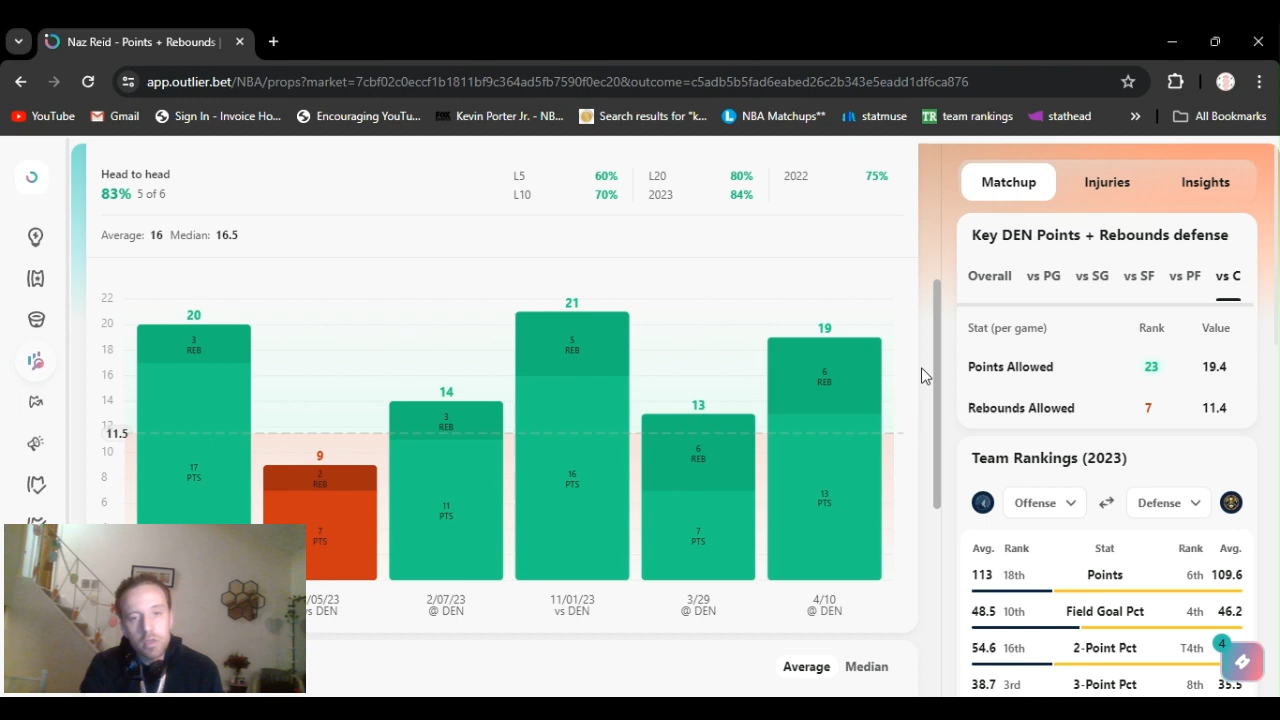 Naz Reid - Points + Rebounds |
app.outlier.bet/NBA/props?market=7cbf02c0eccf1b1811bf9c364ad5fb7590f0ec20&outcome=c5adb5b5fad6eabed26c2b343e5eadd1df6ca876
YouTube Gmail Sign In - Invoice Ho... Encouraging YouTu... FOX Kevin Porter Jr. - NB... Search results for "k... L NBA Matchups** statmuse TR team rankings stathead » All Bookmarks
Head to head
83% 5 of 6
L5 60% L20 80% 2022 75%
L10 70% 2023 84%
Average: 16 Median: 16.5
22
20
18
16
14
12
11.5
10
8
6
20
3
REB
17
PTS
9
2
REB
7
PTS
14
3
REB
11
PTS
21
5
REB
16
PTS
13
6
REB
7
PTS
19
6
REB
13
PTS
/05/23
vs DEN
2/07/23
@ DEN
11/01/23
vs DEN
3/29
@ DEN
4/10
@ DEN
Average Median
Matchup Injuries Insights
Key DEN Points + Rebounds defense
Overall vs PG vs SG vs SF vs PF vs C
Stat (per game) Rank Value
Points Allowed 23 19.4
Rebounds Allowed 7 11.4
Team Rankings (2023)
Offense Defense
Avg. Rank Stat Rank Avg.
113 18th Points 6th 109.6
48.5 10th Field Goal Pct 4th 46.2
54.6 16th 2-Point Pct T4th
4
38.7 3rd 3-Point Pct 8th 35.5